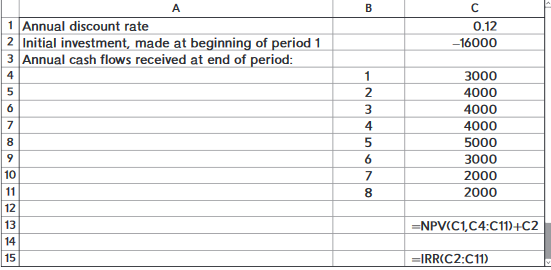 A B C
1 Annual discount rate 0.12
2 Initial investment, made at beginning of period 1 –16000
3 Annual cash flows received at end of period:
4 1 3000
5 2 4000
6 3 4000
7 4 4000
8 5 5000
9 6 3000
10 7 2000
11 8 2000
12
13 =NPV(C1,C4:C11)+C2
14
15 =IRR(C2:C11)